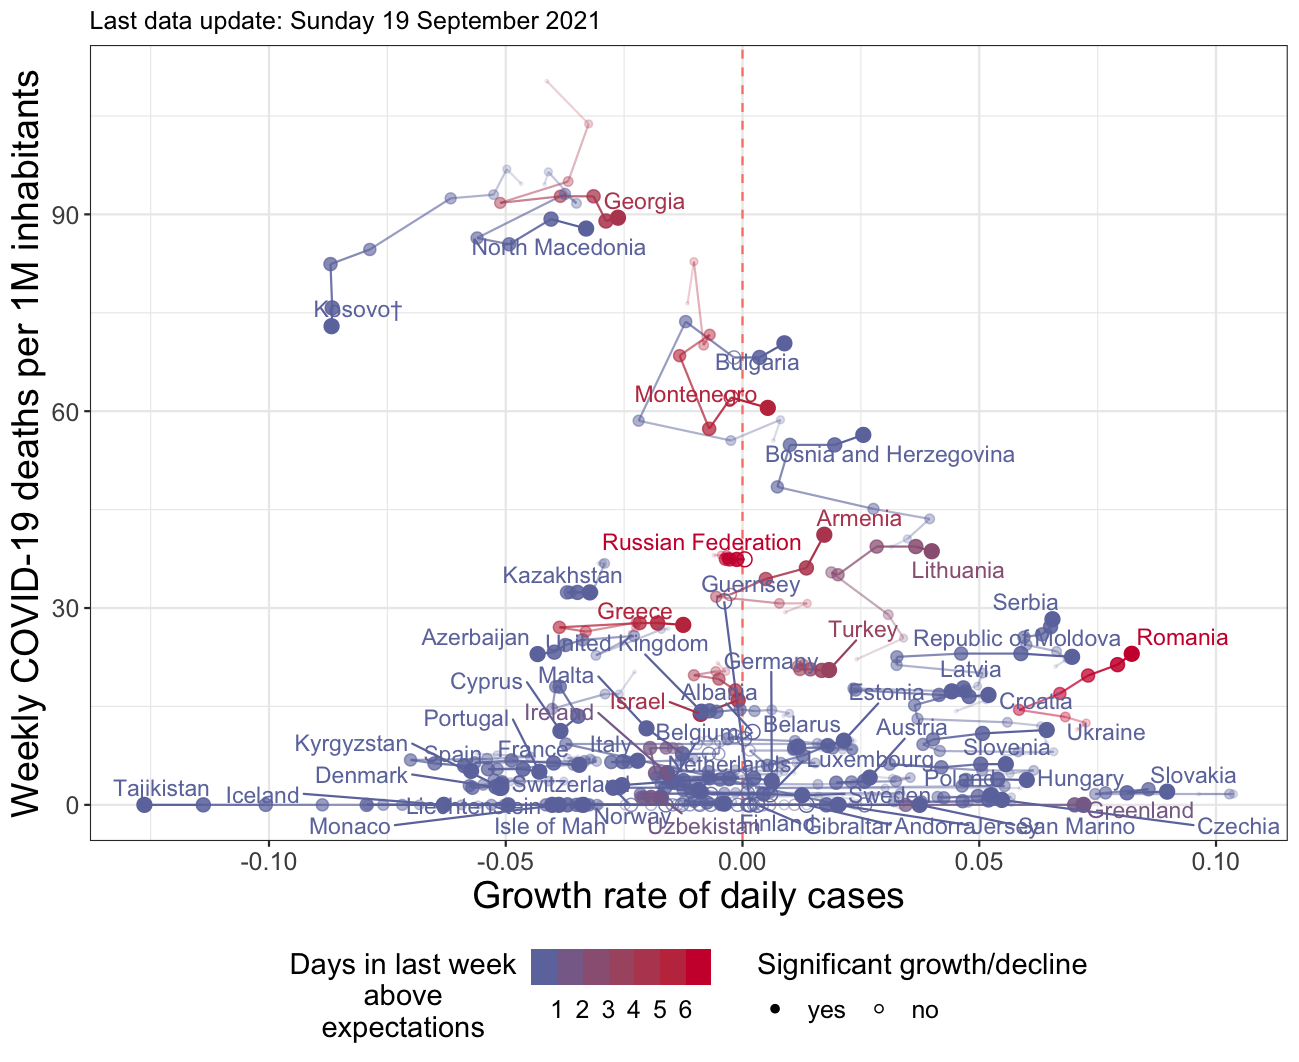 Last data update: Sunday 19 September 2021
Weekly COVID-19 deaths per 1M inhabitants
90
60
30
0
Georgia
North Macedonia
Kosovo†
Bulgaria
Montenegro
Bosnia and Herzegovina
Armenia
Russian Federation
Lithuania
Kazakhstan
Guernsey
Serbia
Greece
Turkey
Azerbaijan
United Kingdom
Republic of Moldova
Romania
Germany
Latvia
Malta
Cyprus
Albania
Estonia
Israel
Croatia
Ireland
Portugal
Belgium
Belarus
Austria
Ukraine
Kyrgyzstan
Spain
France
Italy
Slovenia
Netherlands
Luxembourg
Denmark
Switzerland
Poland
Hungary
Slovakia
Tajikistan
Iceland
Liechtenstein
Sweden
Greenland
Norway
Monaco
Isle of Man
Uzbekistan
Finland
Gibraltar
Andorra
Jersey
San Marino
Czechia
-0.10
-0.05
0.00
0.05
0.10
Growth rate of daily cases
Days in last week
above
expectations
1 2 3 4 5 6
Significant growth/decline
yes
no